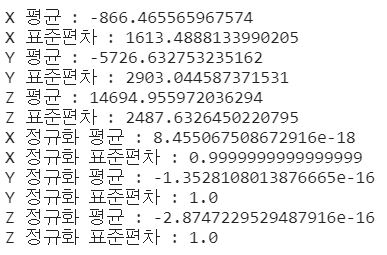 X 평균 : -866.465565967574
X 표준편차 : 1613.4888133990205
Y 평균 : -5726.632753235162
Y 표준편차 : 2903.044587371531
Z 평균 : 14694.955972036294
Z 표준편차 : 2487.6326450220795
X 정규화 평균 : 8.455067508672916e-18
X 정규화 표준편차 : 0.9999999999999999
Y 정규화 평균 : -1.3528108013876665e-16
Y 정규화 표준편차 : 1.0
Z 정규화 평균 : -2.8747229529487916e-16
Z 정규화 표준편차 : 1.0